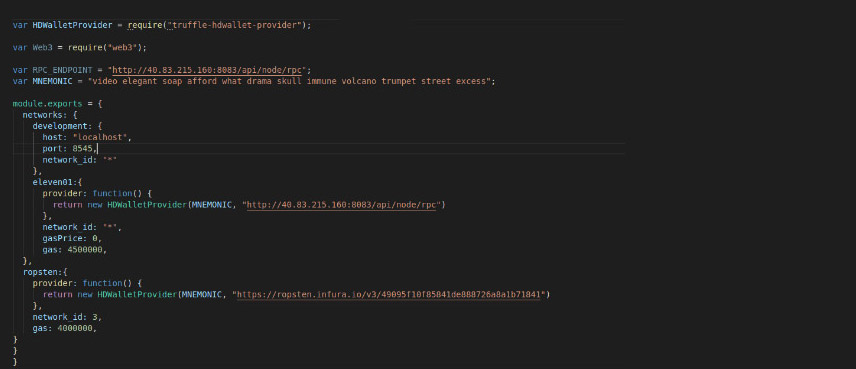 var HDWalletProvider = require("truffle-hdwallet-provider");
var Web3 = require("web3");
var RPC_ENDPOINT = "http://40.83.215.160:8083/api/node/rpc";
var MNEMONIC = "video elegant soap afford what drama skull immune volcano trumpet street excess";
module.exports = {
networks: {
development: {
host: "localhost",
port: 8545,
network_id: "*"
},
eleven01:{
provider: function() {
return new HDWalletProvider(MNEMONIC, "http://40.83.215.160:8083/api/node/rpc")
},
network_id: "*",
gasPrice: 0,
gas: 4500000,
},
ropsten:{
provider: function() {
return new HDWalletProvider(MNEMONIC, "https://ropsten.infura.io/v3/49095f10f85841de888726a8a1b71841")
},
network_id: 3,
gas: 4000000,
}
}
}